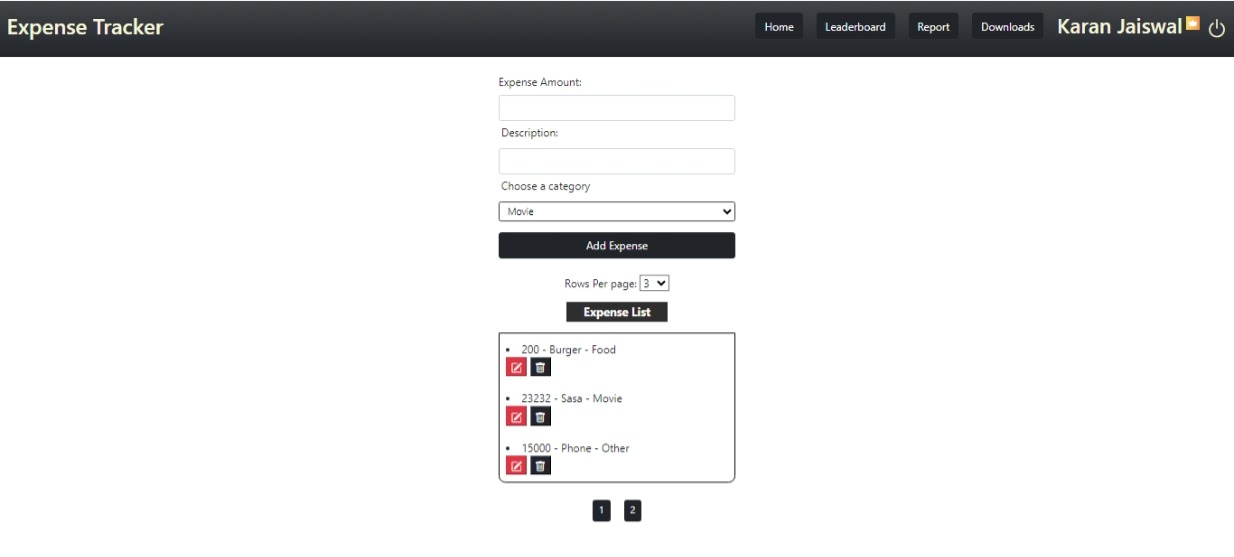 Expense Tracker Home Leaderboard Report Downloads Karan Jaiswal
Expense Amount:
Description:
Choose a category
Movie
Add Expense
Rows Per page: 3
Expense List
• 200 - Burger - Food
• 23232 - Sasa - Movie
• 15000 - Phone - Other
1 2